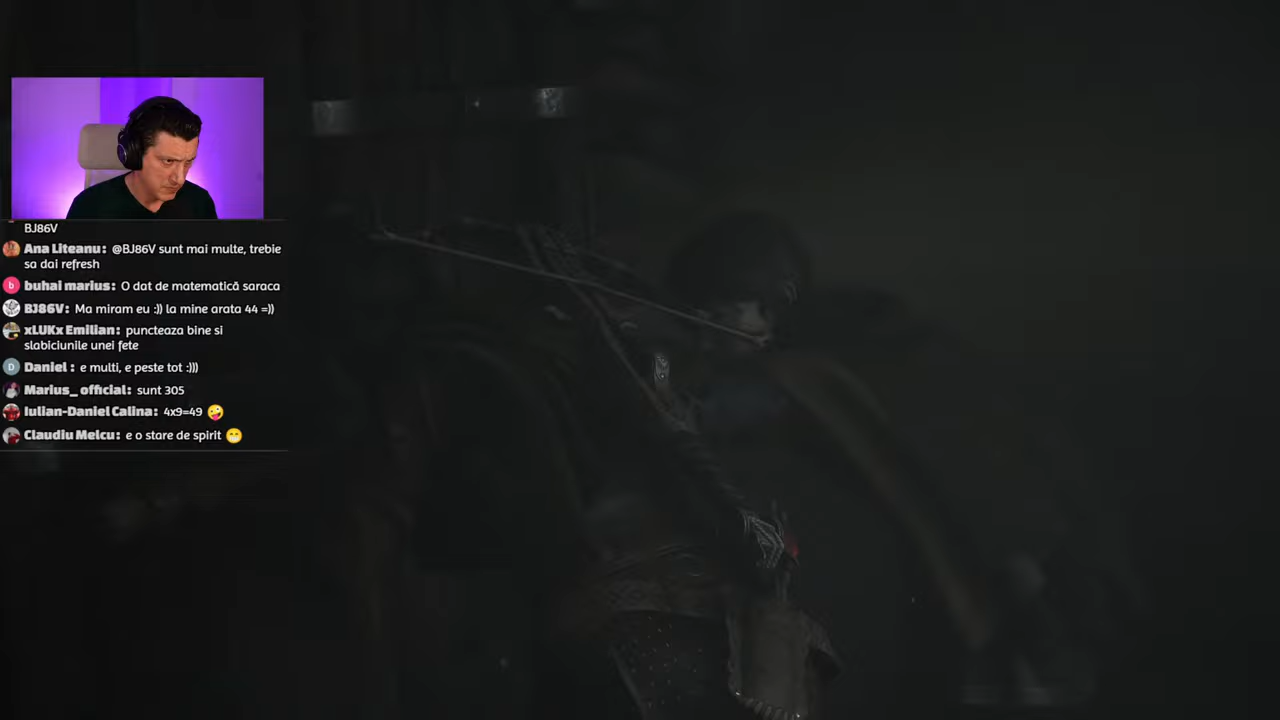 BJ86V
Ana Liteanu: @BJ86V sunt mai multe, trebie
sa dai refresh
b buhai marius: O dat de matematică saraca
BJ86V: Ma miram eu :)) la mine arata 44 =))
xLUKx Emilian: puncteaza bine si
slabiciunile unei fete
D Daniel : e multi, e peste tot :)))
Marius_ official: sunt 305
Iulian-Daniel Calina: 4x9=49 🤪
Claudiu Melcu: e o stare de spirit 😁